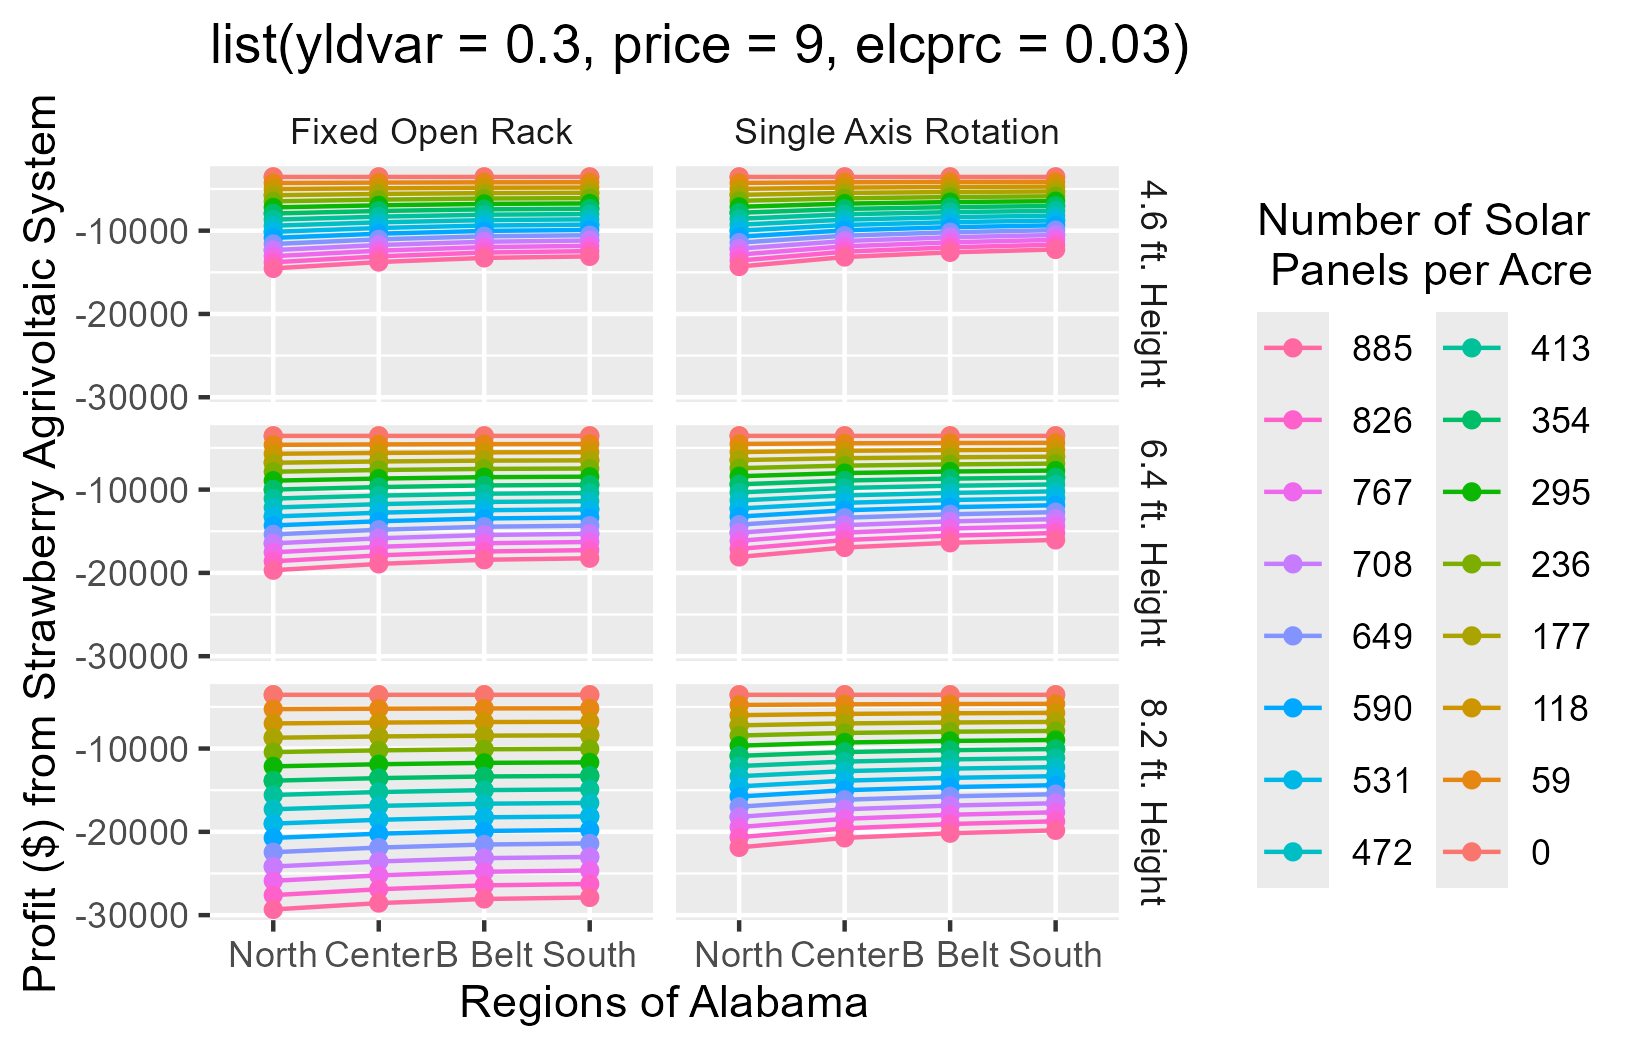 list(yldvar = 0.3, price = 9, elcprc = 0.03)
Profit ($) from Strawberry Agrivoltaic System
Fixed Open Rack
Single Axis Rotation
-10000
-20000
-30000
4.6 ft. Height
-10000
-20000
-30000
6.4 ft. Height
-10000
-20000
-30000
8.2 ft. Height
North Center B Belt South
North Center B Belt South
Regions of Alabama
Number of Solar
Panels per Acre
885
826
767
708
649
590
531
472
413
354
295
236
177
118
59
0